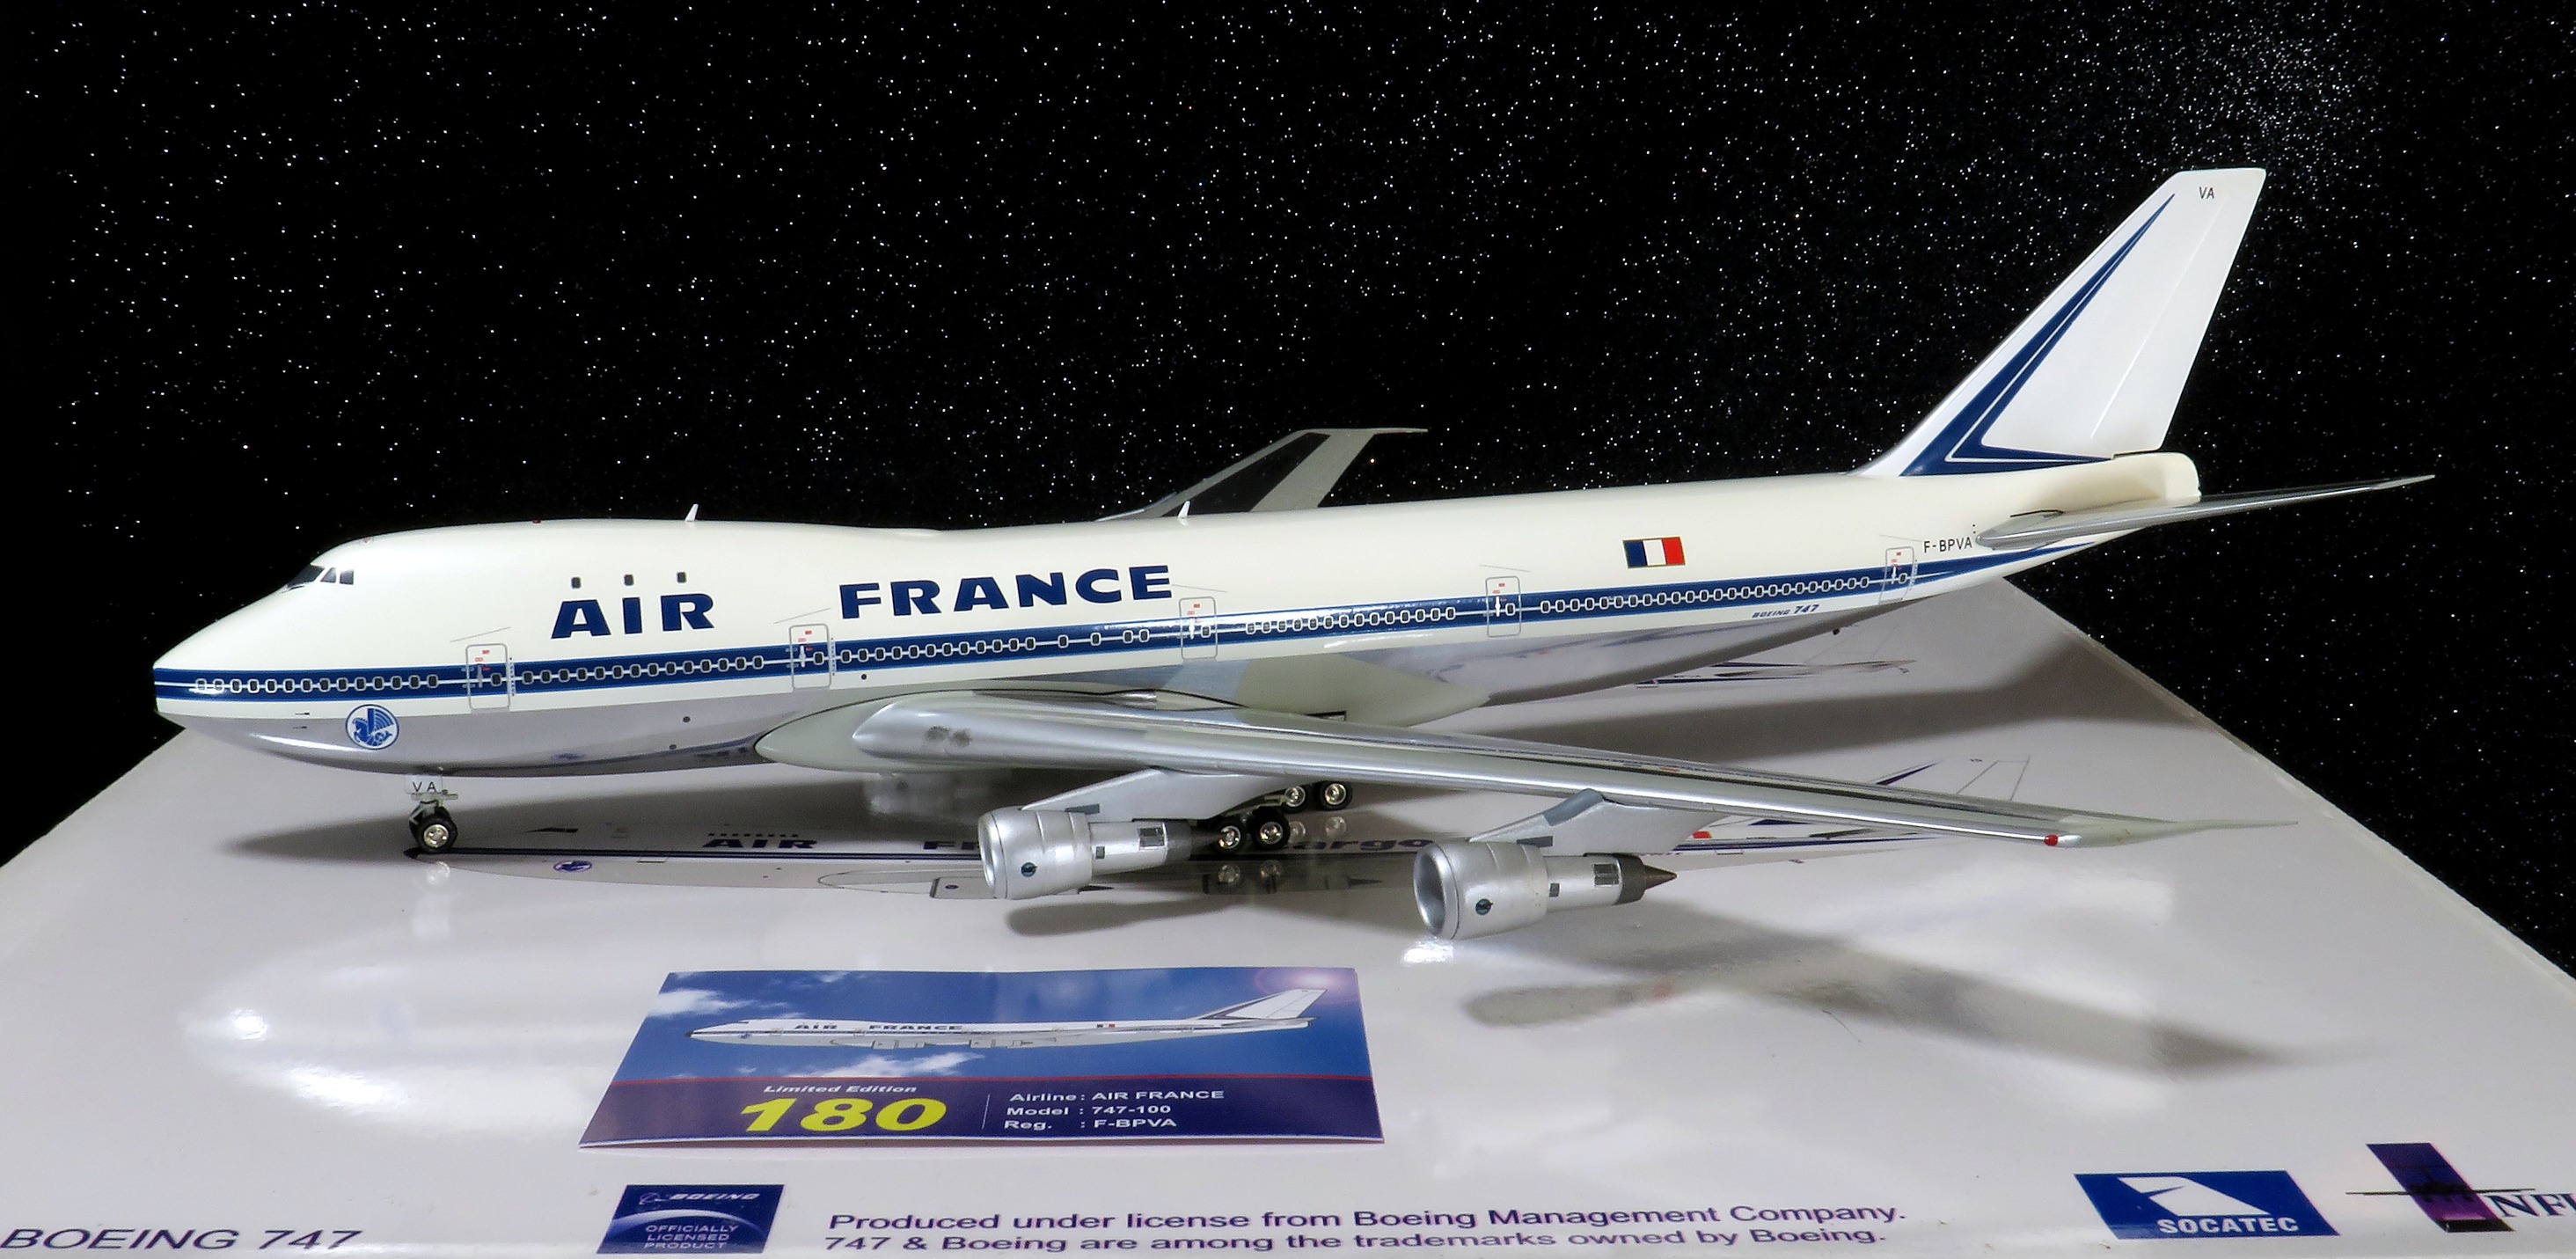 VA
AIR FRANCE
F-BPVA
BOEING 747
VA
AIR
argo
AIR FRANCE
Limited Edition
180
Airline: AIR FRANCE
Model : 747-100
Reg. : F-BPVA
BOEING
OFFICIALLY
LICENSED
PRODUCT
BOEING 747
Produced under license from Boeing Management Company.
747 & Boeing are among the trademarks owned by Boeing.
SOCATEC